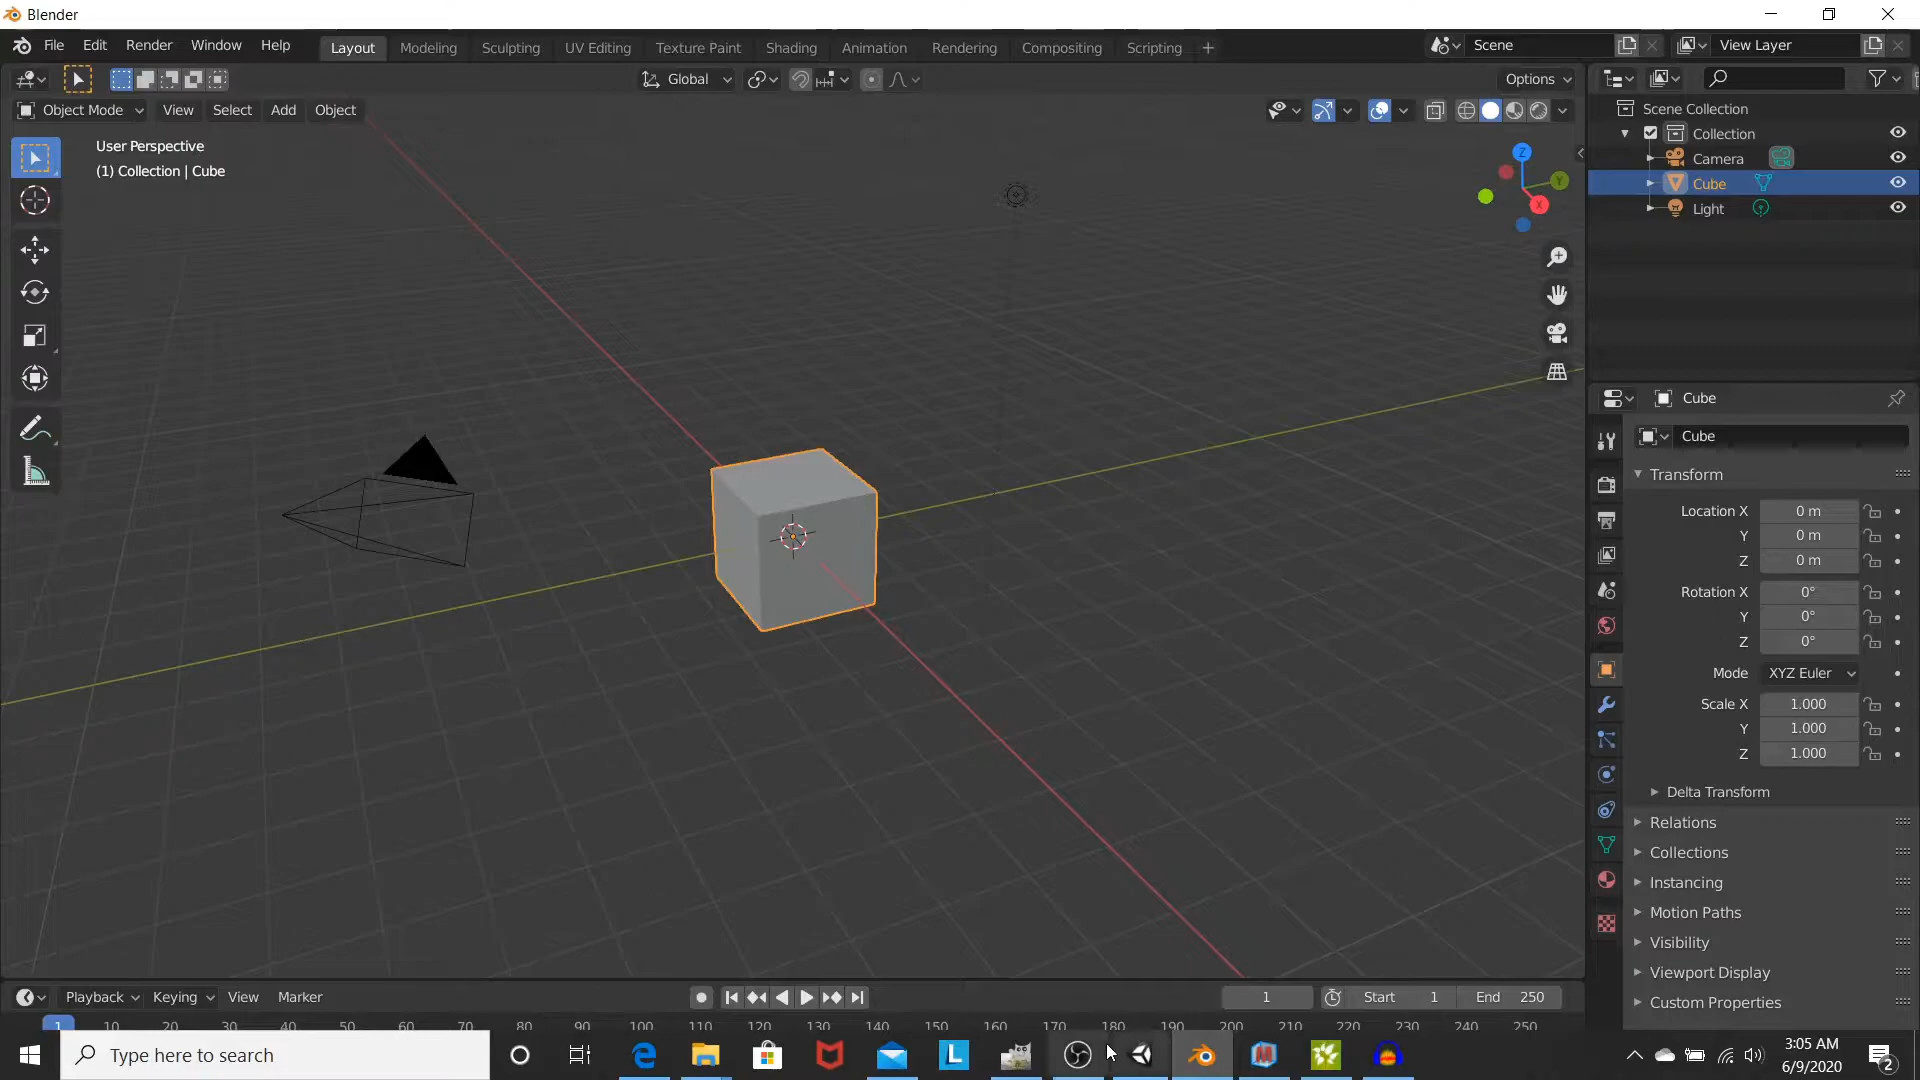 Blender
File Edit Render Window Help Layout Modeling Sculpting UV Editing Texture Paint Shading Animation Rendering Compositing Scripting + Scene View Layer
Global Options
Object Mode View Select Add Object
User Perspective
(1) Collection | Cube
Z
Y
X
Scene Collection
Collection
Camera
Cube
Light
Cube
Cube
Transform
Location X 0 m
Y 0 m
Z 0 m
Rotation X 0°
Y 0°
Z 0°
Mode XYZ Euler
Scale X 1.000
Y 1.000
Z 1.000
Delta Transform
Relations
Collections
Instancing
Motion Paths
Visibility
Viewport Display
Custom Properties
Playback Keying View Marker 1 Start 1 End 250
1 10 20 30 40 50 60 70 80 90 100 110 120 130 140 150 160 170 180 190 200 210 220 230 240 250
Type here to search
L
3:05 AM
6/9/2020
2